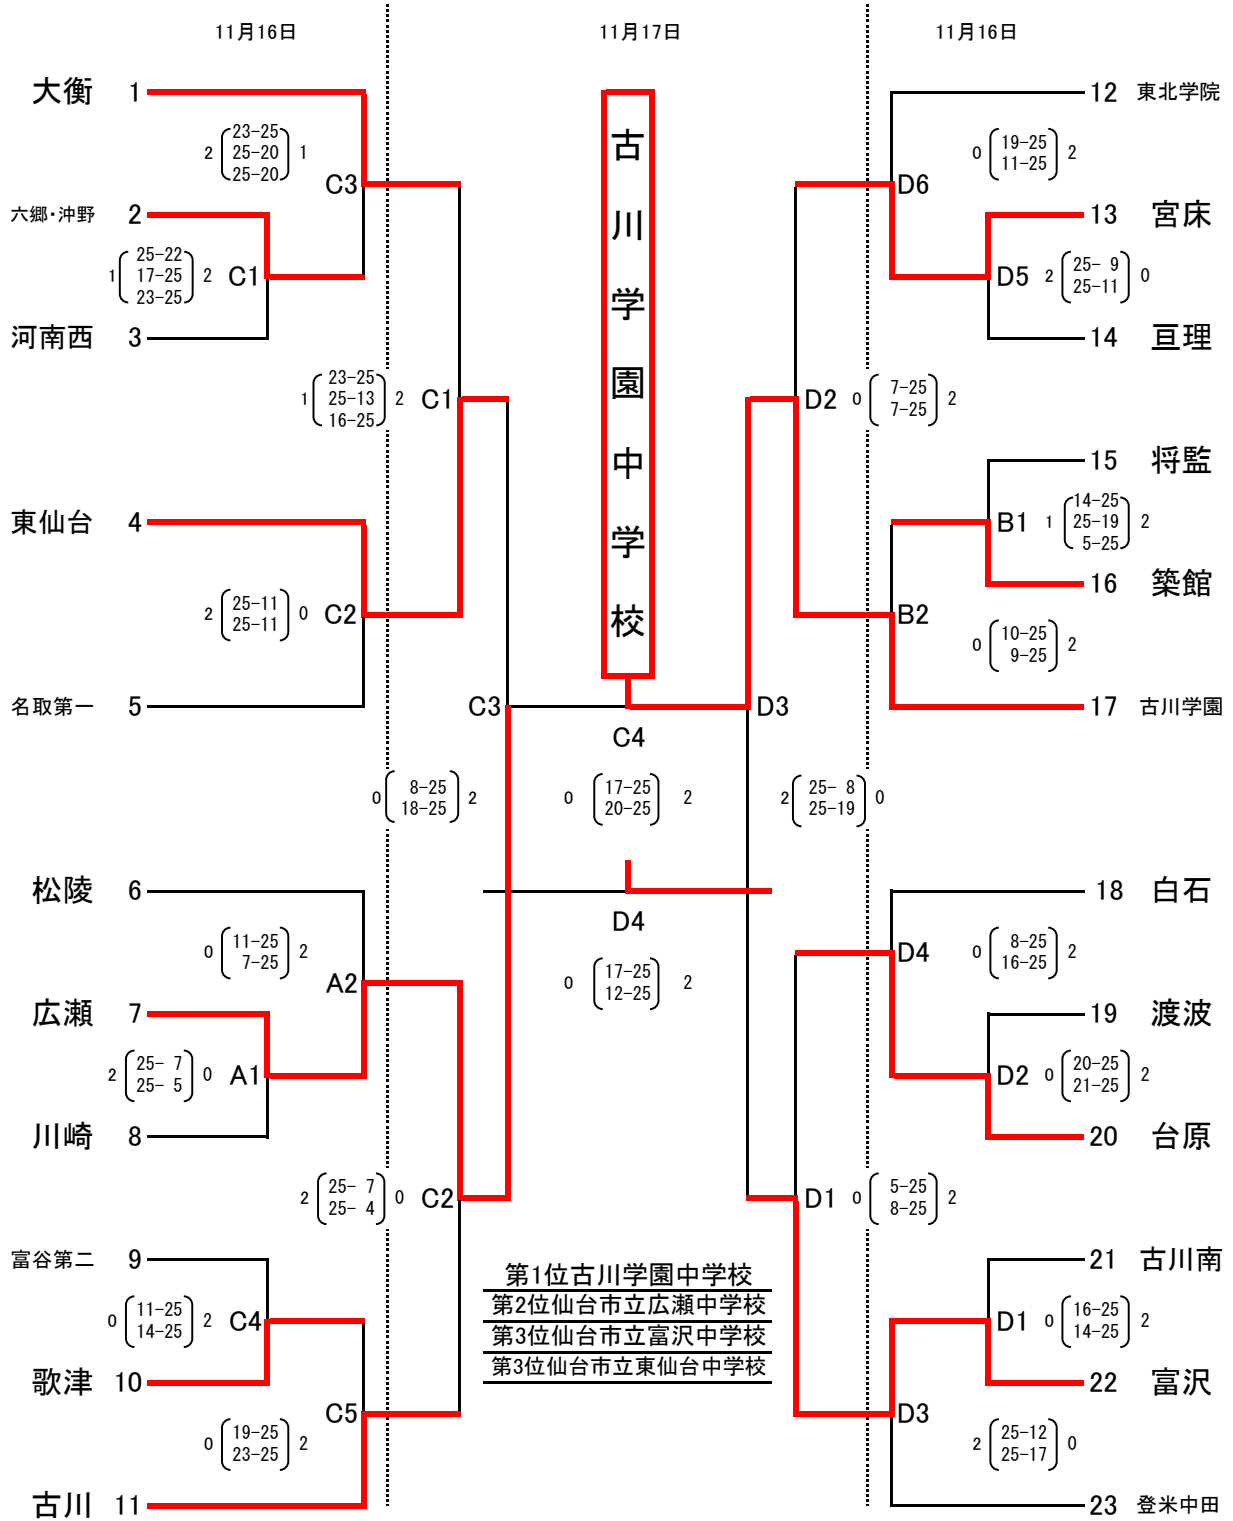 11月16日
11月17日
11月16日
大衡 1
12 東北学院
23-25
2 25-20 1
25-20
C3
19-25
0 11-25 2
D6
六郷・沖野 2
13 宮床
25-22
1 17-25 2
23-25
C1
D5
25- 9
2 25-11 0
河南西 3
14 亘理
23-25
1 25-13 2
16-25
C1
D2
7-25
0 7-25 2
15 将監
東仙台 4
B1
14-25
1 25-19 2
5-25
16 築館
25-11
2 25-11 0
C2
B2
10-25
0 9-25 2
名取第一 5
17 古川学園
古川学園中学校
C3
D3
C4
8-25
0 18-25 2
17-25
0 20-25 2
25- 8
2 25-19 0
松陵 6
18 白石
D4
11-25
0 7-25 2
A2
17-25
0 12-25 2
D4
8-25
0 16-25 2
広瀬 7
19 渡波
25- 7
2 25- 5 0
A1
D2
20-25
0 21-25 2
川崎 8
20 台原
25- 7
2 25- 4 0
C2
D1
5-25
0 8-25 2
富谷第二 9
21 古川南
第1位古川学園中学校
第2位仙台市立広瀬中学校
第3位仙台市立富沢中学校
第3位仙台市立東仙台中学校
11-25
0 14-25 2
C4
D1
16-25
0 14-25 2
歌津 10
22 富沢
C5
D3
19-25
0 23-25 2
25-12
2 25-17 0
古川 11
23 登米中田